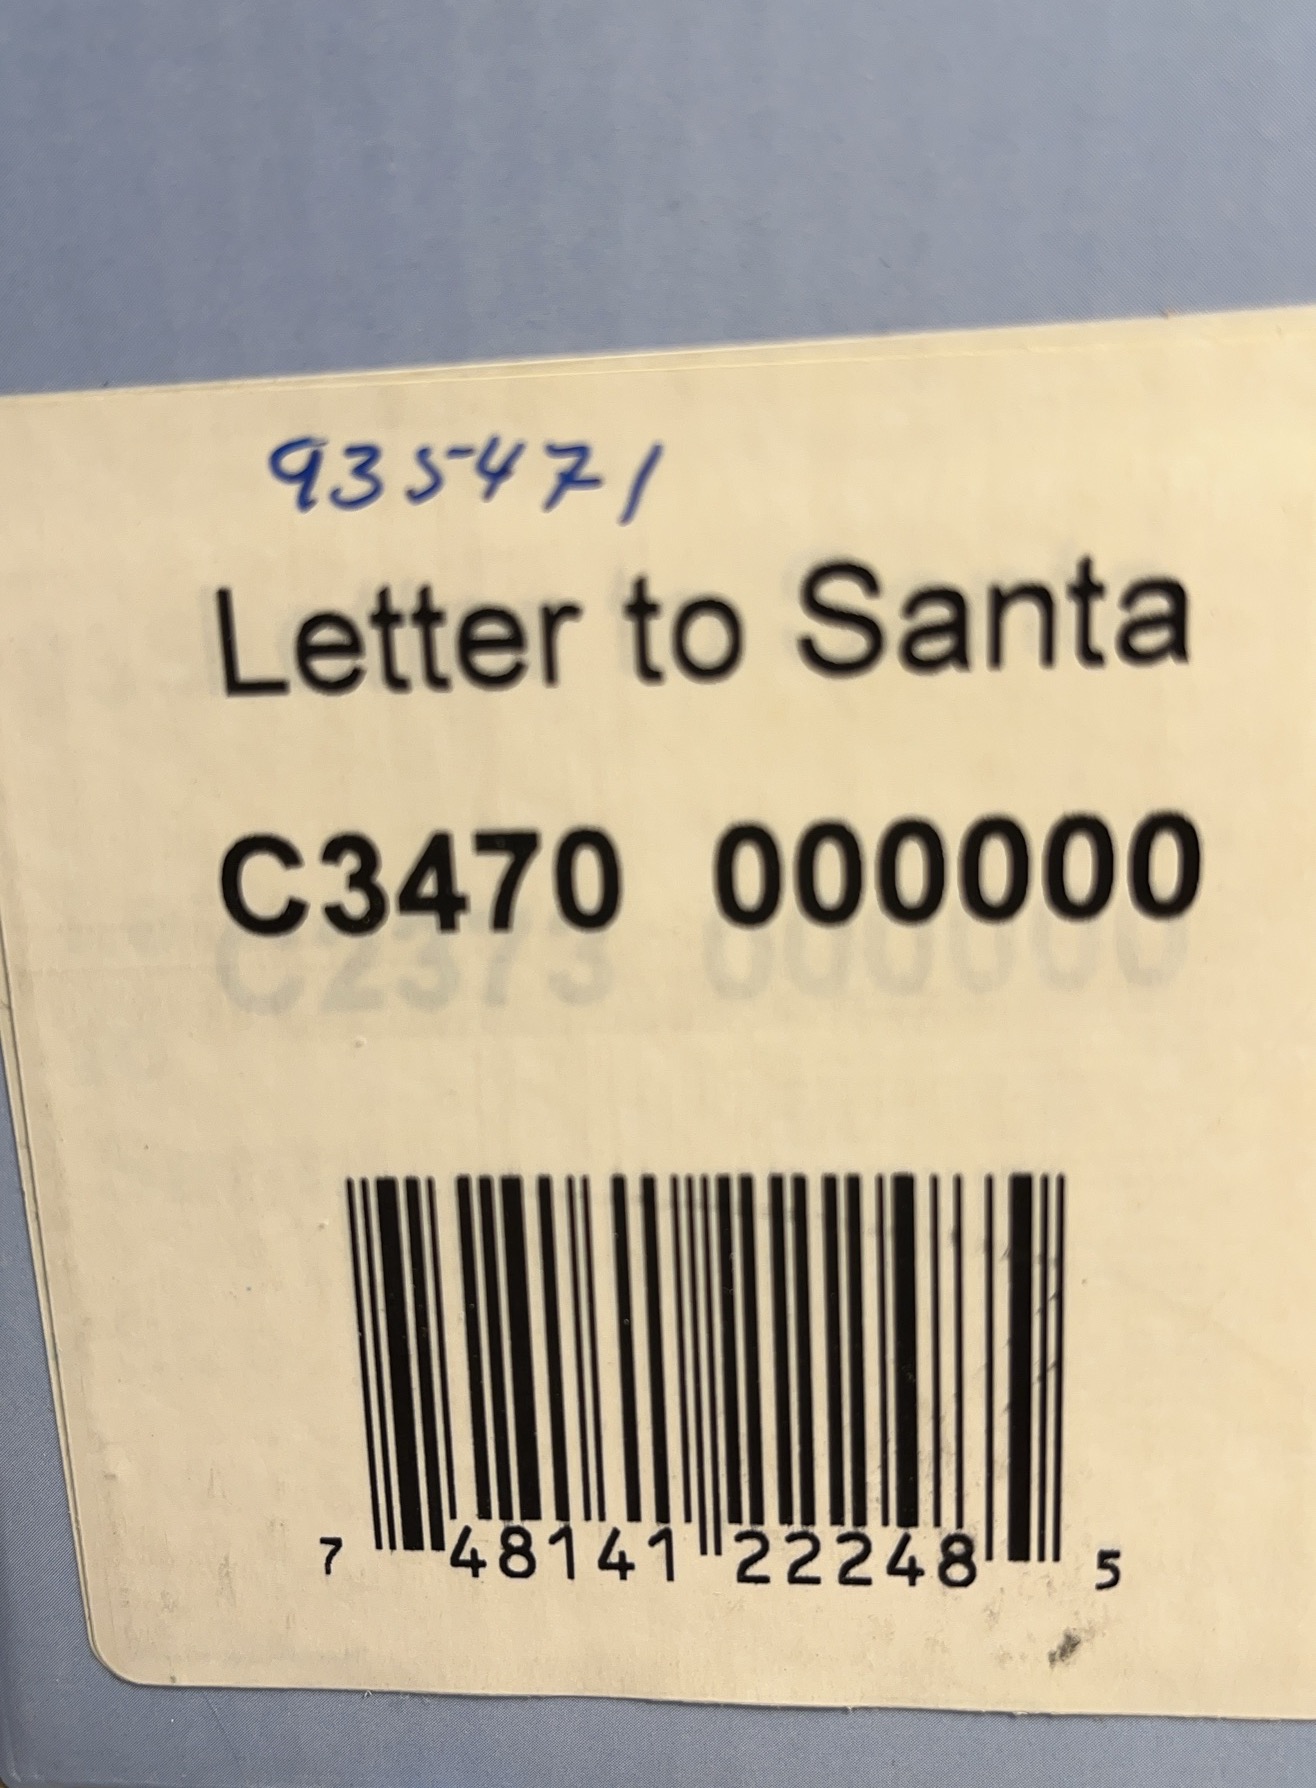 935471
Letter to Santa
C3470 000000
C2373 000000
7 48141 22248 5